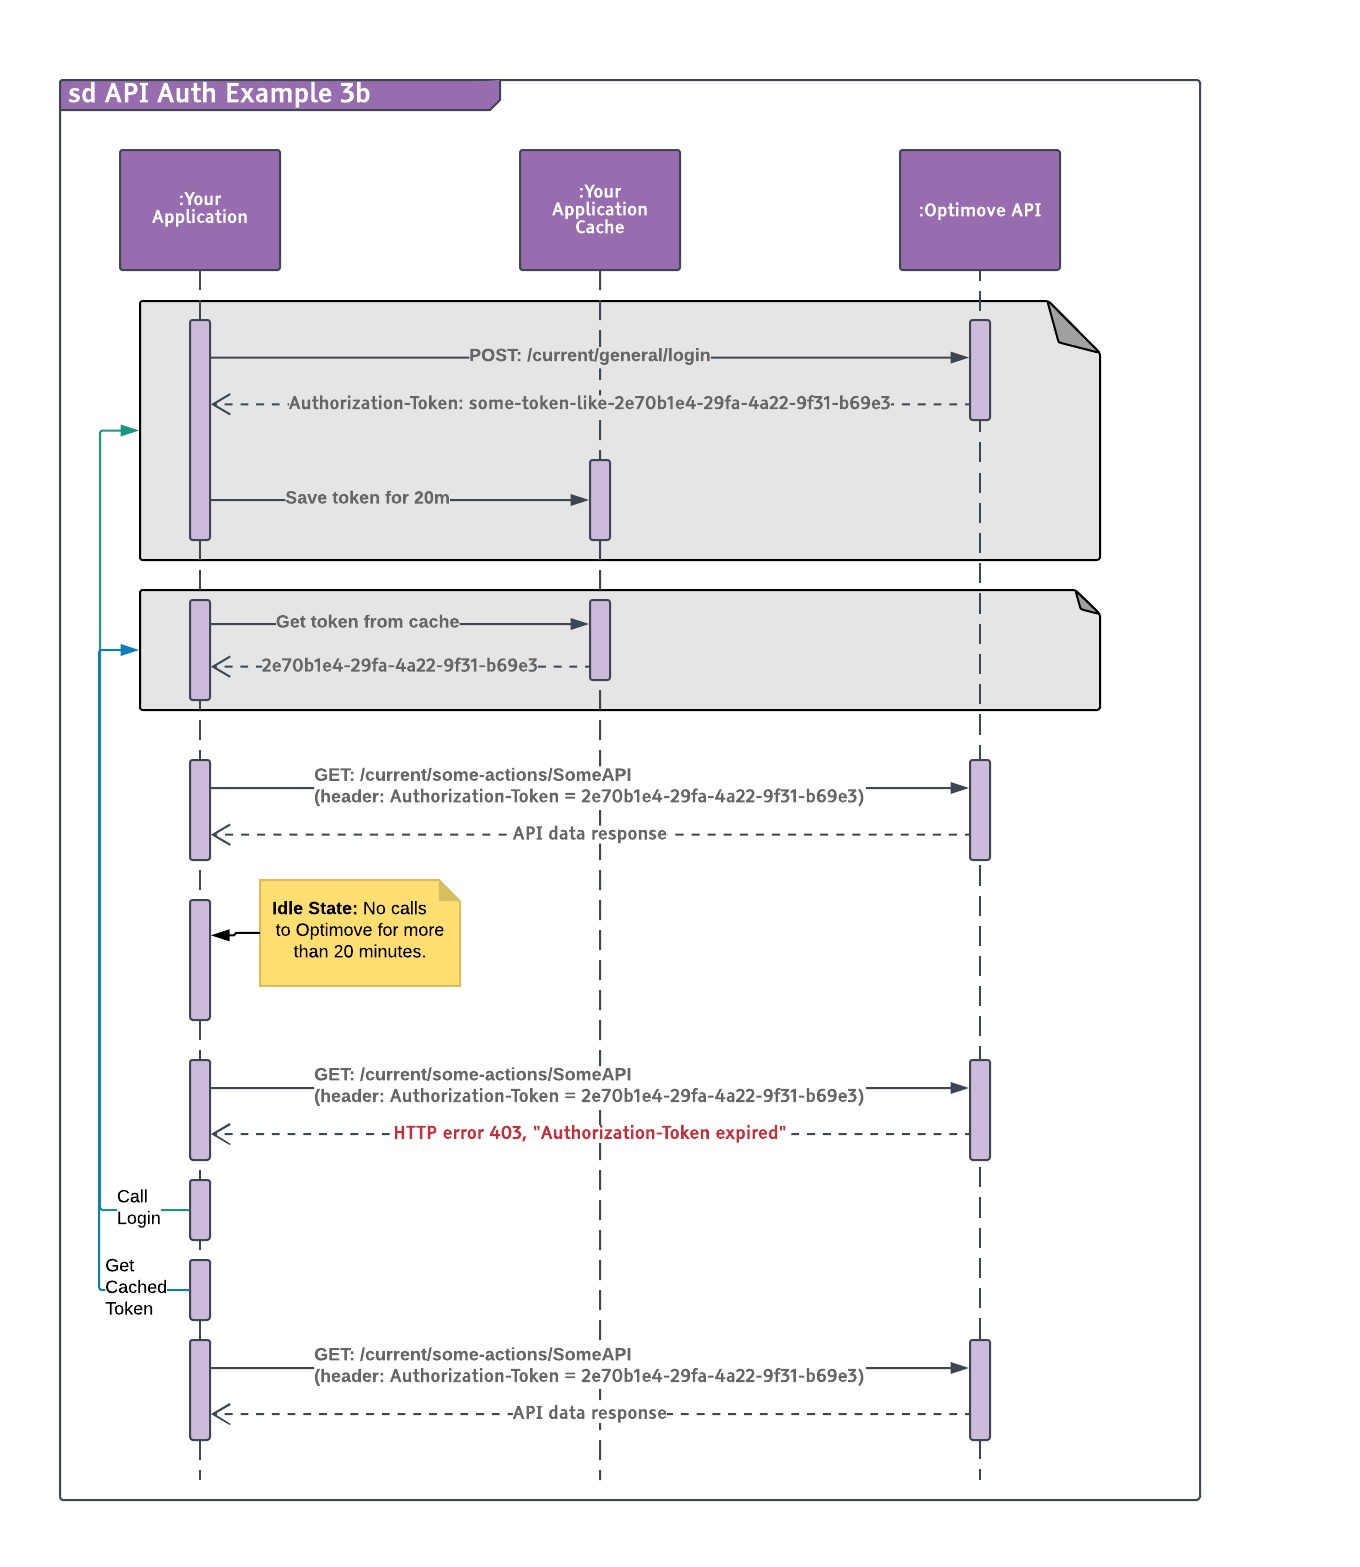 sd API Auth Example 3b
:Your
Application
:Your
Application
Cache
:Optimove API
POST: /current/general/login
Authorization-Token: some-token-like-2e70b1e4-29fa-4a22-9f31-b69e3
Save token for 20m
Get token from cache
2e70b1e4-29fa-4a22-9f31-b69e3
GET: /current/some-actions/SomeAPI
(header: Authorization-Token = 2e70b1e4-29fa-4a22-9f31-b69e3)
API data response
Idle State: No calls
to Optimove for more
than 20 minutes.
GET: /current/some-actions/SomeAPI
(header: Authorization-Token = 2e70b1e4-29fa-4a22-9f31-b69e3)
HTTP error 403, "Authorization-Token expired"
Call
Login
Get
Cached
Token
GET: /current/some-actions/SomeAPI
(header: Authorization-Token = 2e70b1e4-29fa-4a22-9f31-b69e3)
API data response